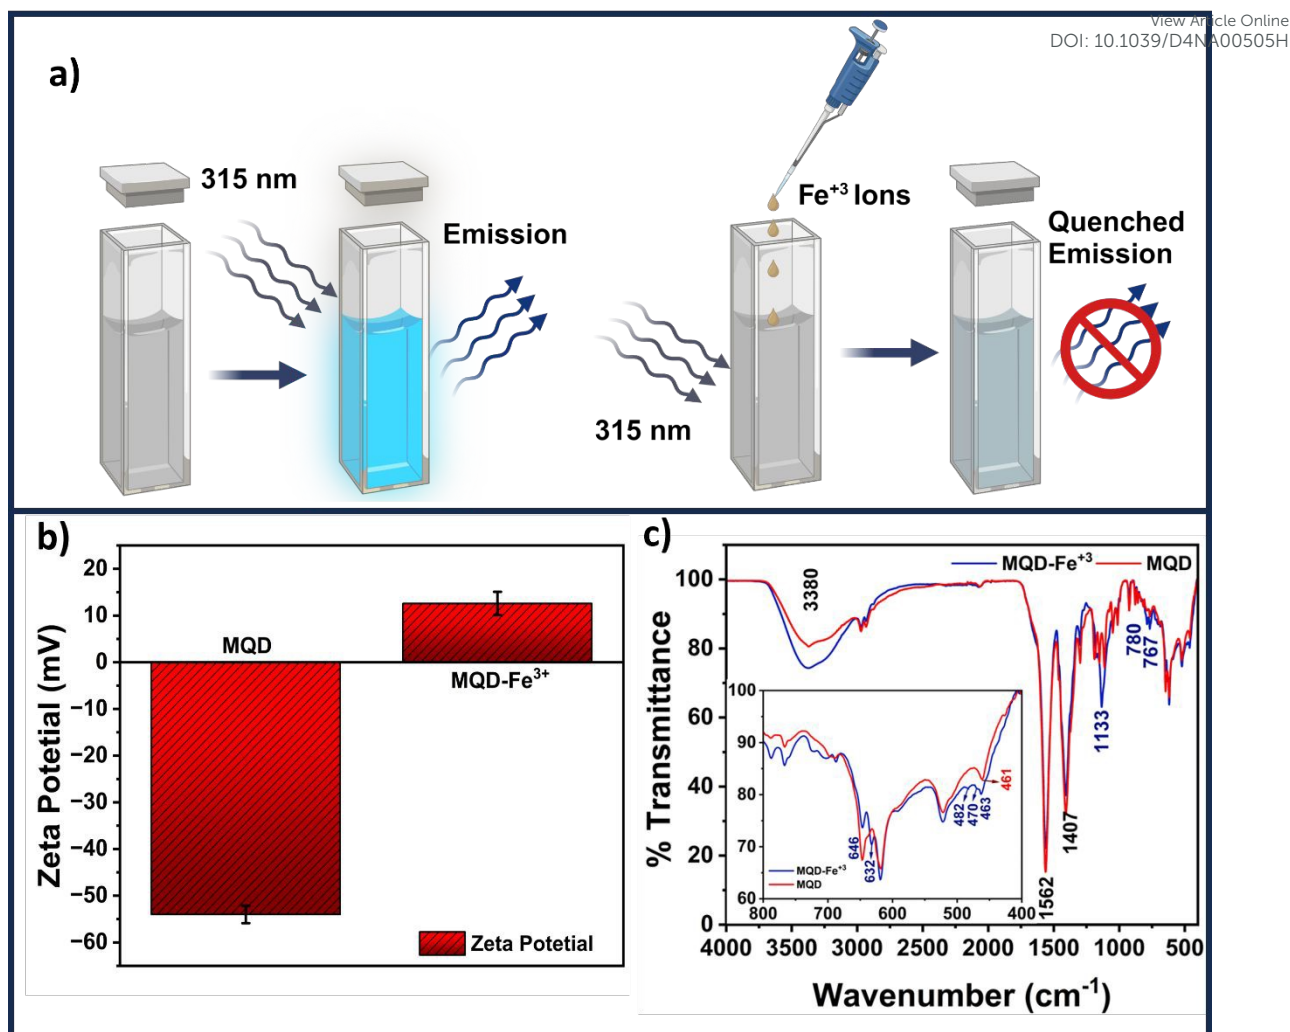 View Article Online
DOI: 10.1039/D4NA00505H
a)
315 nm
Emission
Fe⁺³ Ions
Quenched
Emission
315 nm
b)
20
10
0
−10
−20
−30
−40
−50
−60
Zeta Potetial (mV)
MQD
MQD-Fe³⁺
Zeta Potetial
c)
MQD-Fe⁺³
MQD
100
80
60
40
20
0
% Transmittance
3380
780
767
1133
1407
1562
4000 3500 3000 2500 2000 1500 1000 500
Wavenumber (cm⁻¹)
100
90
80
70
60
646
632
482
470
463
461
MQD-Fe⁺³
MQD
800 700 600 500 400